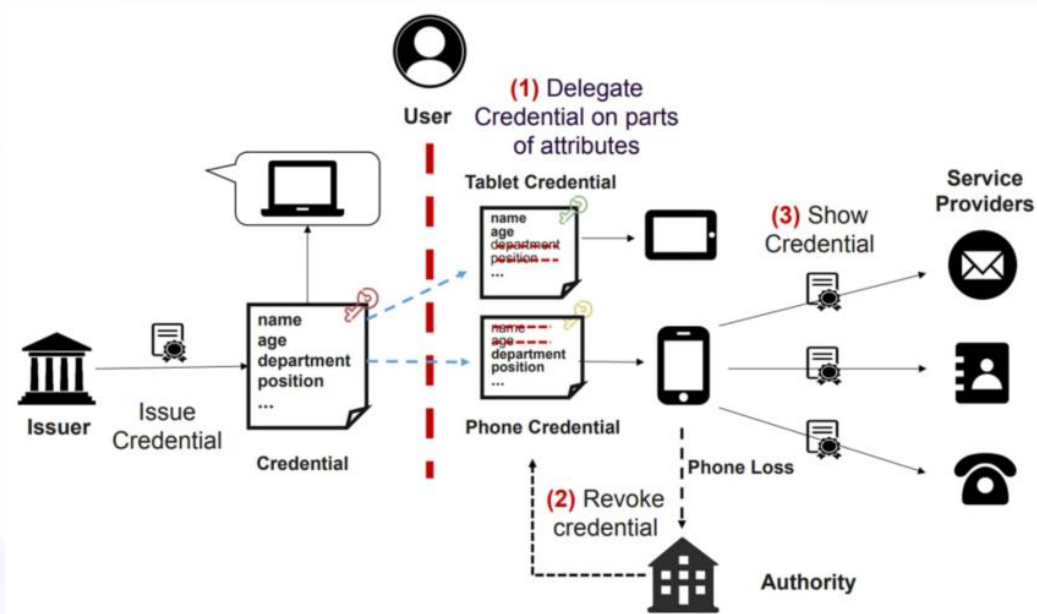 User
(1) Delegate
Credential on parts
of attributes
Tablet Credential
name
age
department
position
...
Service
Providers
(3) Show
Credential
name
age
department
position
...
name
age
department
position
...
Issuer
Issue
Credential
Credential
Phone Credential
Phone Loss
(2) Revoke
credential
Authority